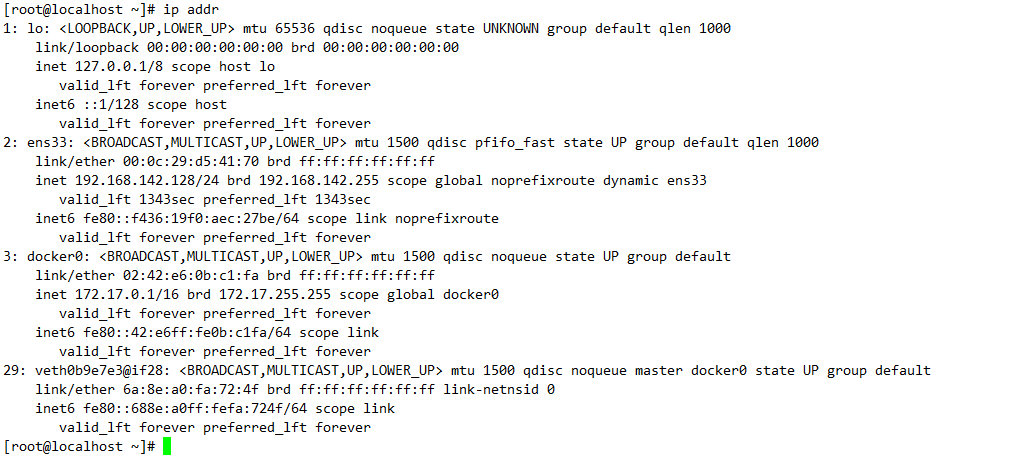 [root@localhost ~]# ip addr
1: lo: <LOOPBACK,UP,LOWER_UP> mtu 65536 qdisc noqueue state UNKNOWN group default qlen 1000
    link/loopback 00:00:00:00:00:00 brd 00:00:00:00:00:00
    inet 127.0.0.1/8 scope host lo
       valid_lft forever preferred_lft forever
    inet6 ::1/128 scope host
       valid_lft forever preferred_lft forever
2: ens33: <BROADCAST,MULTICAST,UP,LOWER_UP> mtu 1500 qdisc pfifo_fast state UP group default qlen 1000
    link/ether 00:0c:29:d5:41:70 brd ff:ff:ff:ff:ff:ff
    inet 192.168.142.128/24 brd 192.168.142.255 scope global noprefixroute dynamic ens33
       valid_lft 1343sec preferred_lft 1343sec
    inet6 fe80::f436:19f0:aec:27be/64 scope link noprefixroute
       valid_lft forever preferred_lft forever
3: docker0: <BROADCAST,MULTICAST,UP,LOWER_UP> mtu 1500 qdisc noqueue state UP group default
    link/ether 02:42:e6:0b:c1:fa brd ff:ff:ff:ff:ff:ff
    inet 172.17.0.1/16 brd 172.17.255.255 scope global docker0
       valid_lft forever preferred_lft forever
    inet6 fe80::42:e6ff:fe0b:c1fa/64 scope link
       valid_lft forever preferred_lft forever
29: veth0b9e7e3@if28: <BROADCAST,MULTICAST,UP,LOWER_UP> mtu 1500 qdisc noqueue master docker0 state UP group default
    link/ether 6a:8e:a0:fa:72:4f brd ff:ff:ff:ff:ff:ff link-netnsid 0
    inet6 fe80::688e:a0ff:fefa:724f/64 scope link
       valid_lft forever preferred_lft forever
[root@localhost ~]#